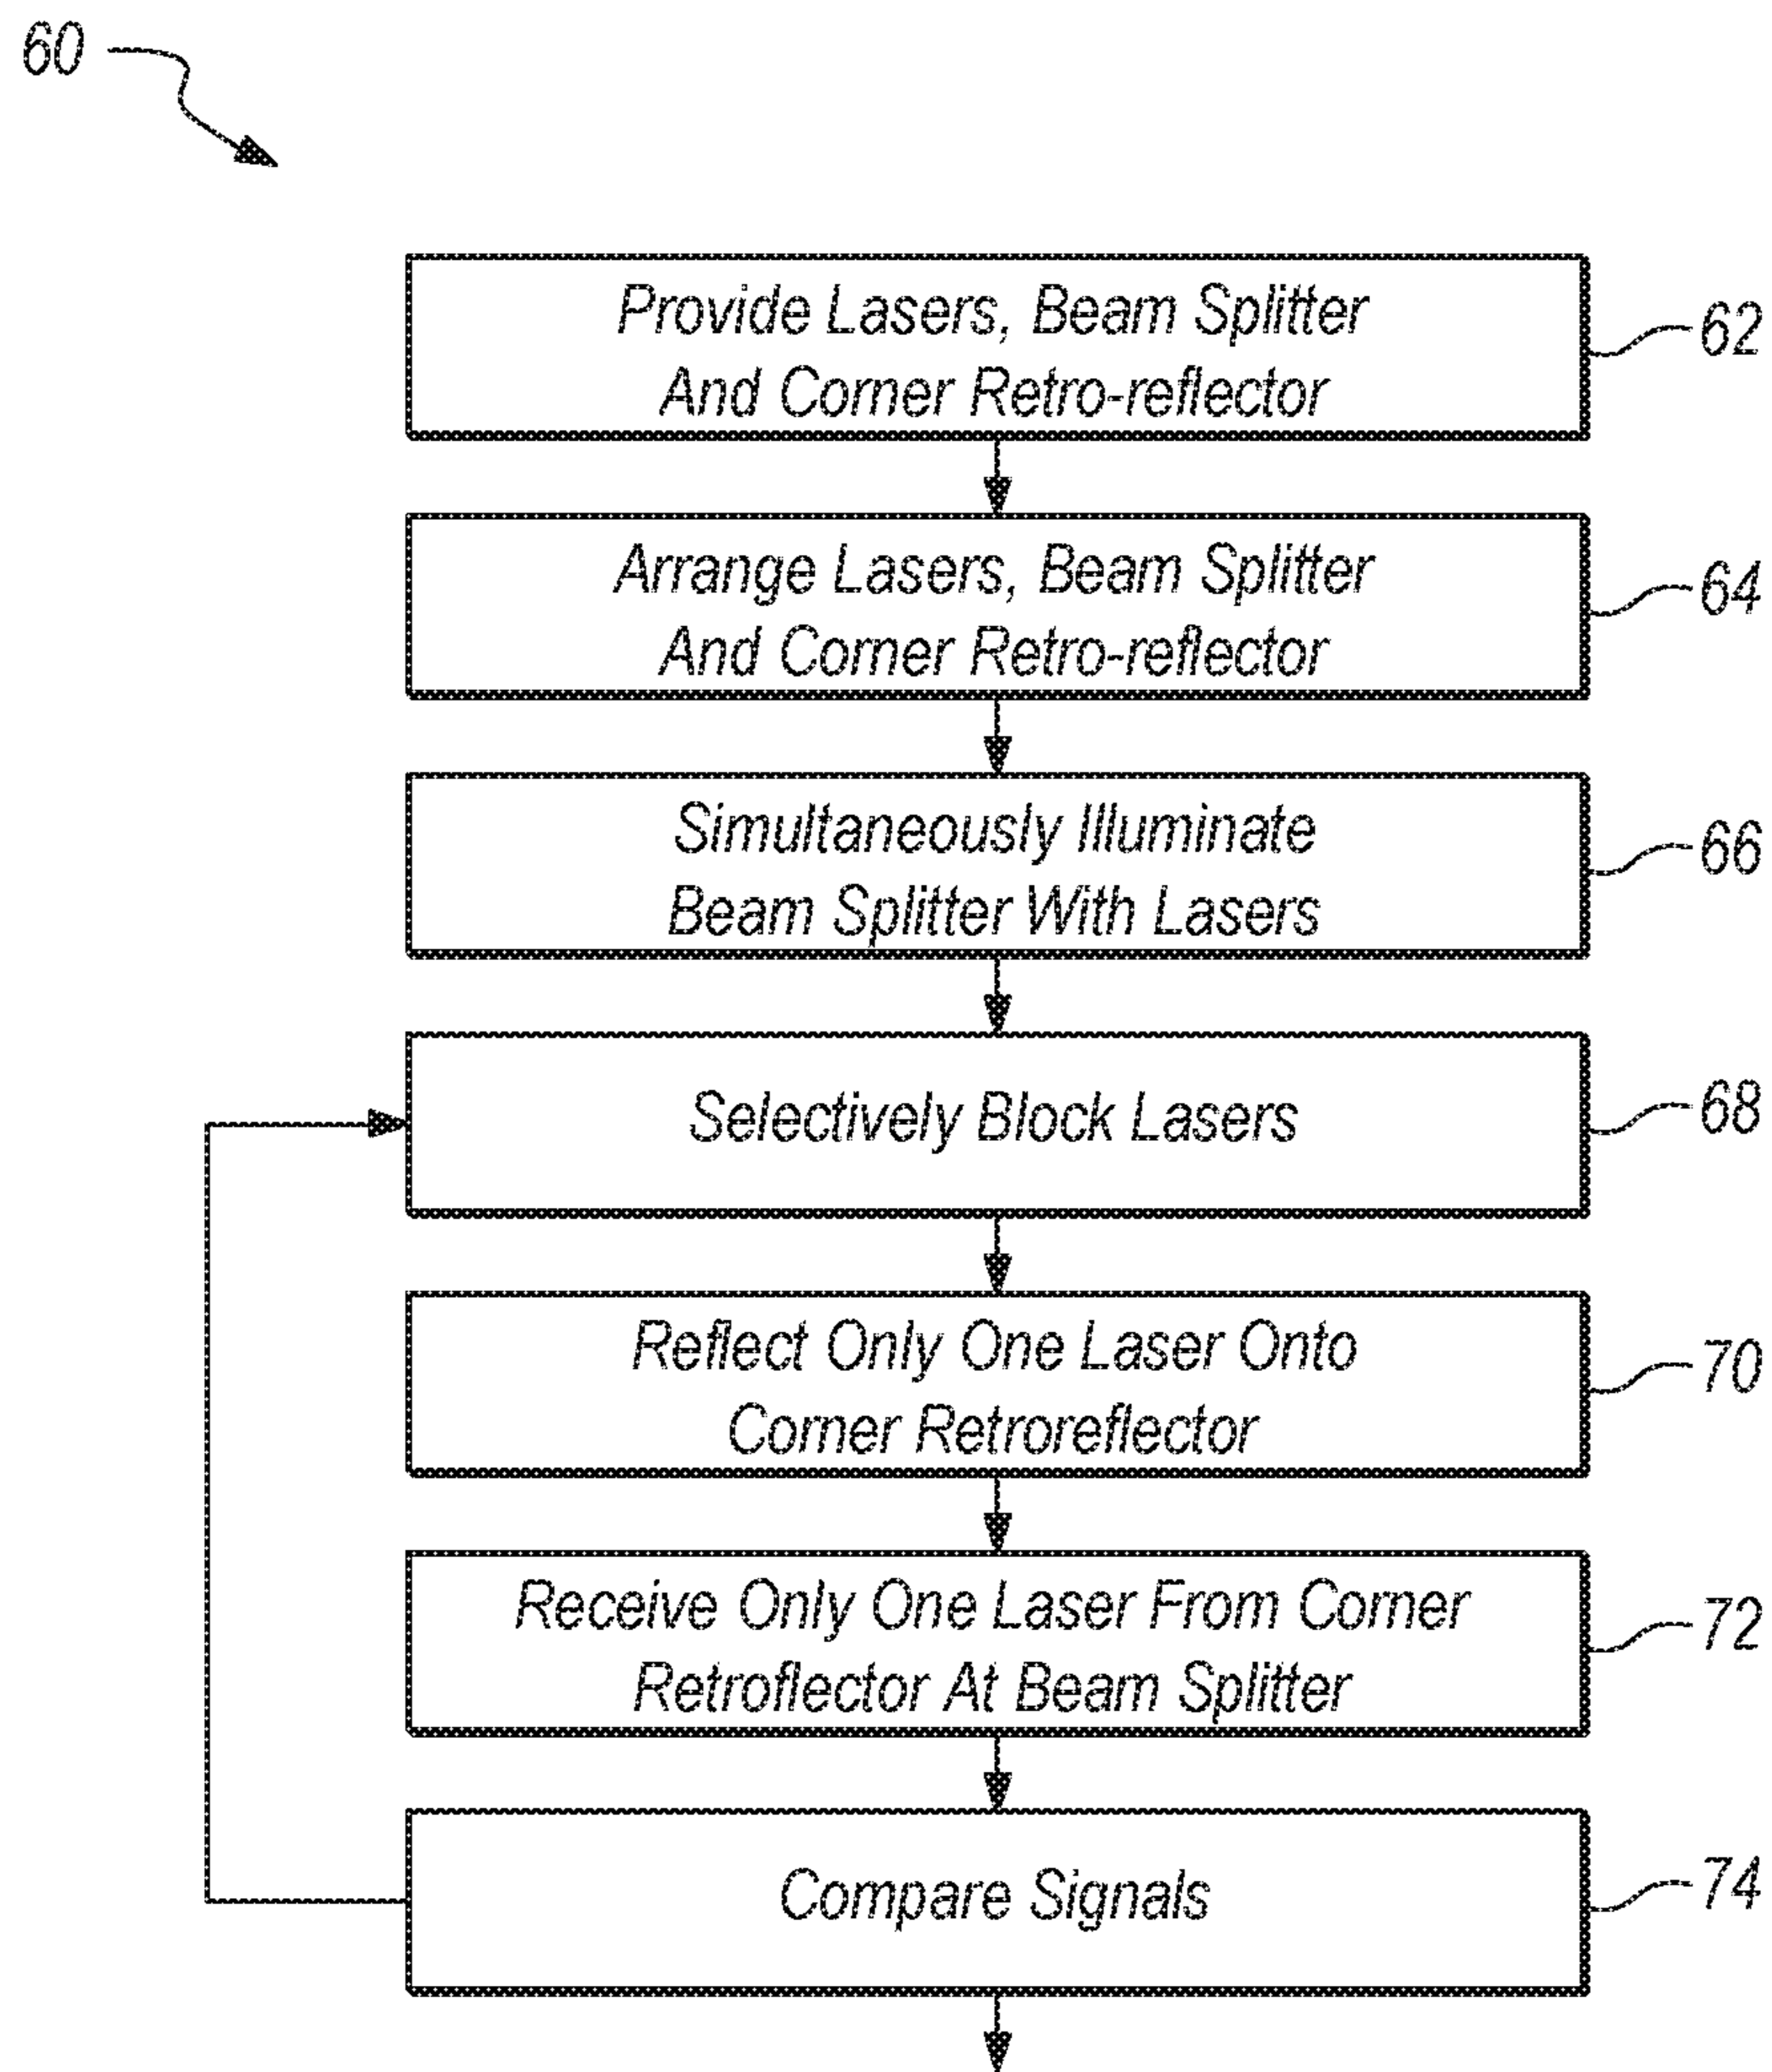 60
Provide Lasers, Beam Splitter
And Corner Retro-reflector
62
Arrange Lasers, Beam Splitter
And Corner Retro-reflector
64
Simultaneously Illuminate
Beam Splitter With Lasers
66
Selectively Block Lasers
68
Reflect Only One Laser Onto
Corner Retroreflector
70
Receive Only One Laser From Corner
Retroflector At Beam Splitter
72
Compare Signals
74